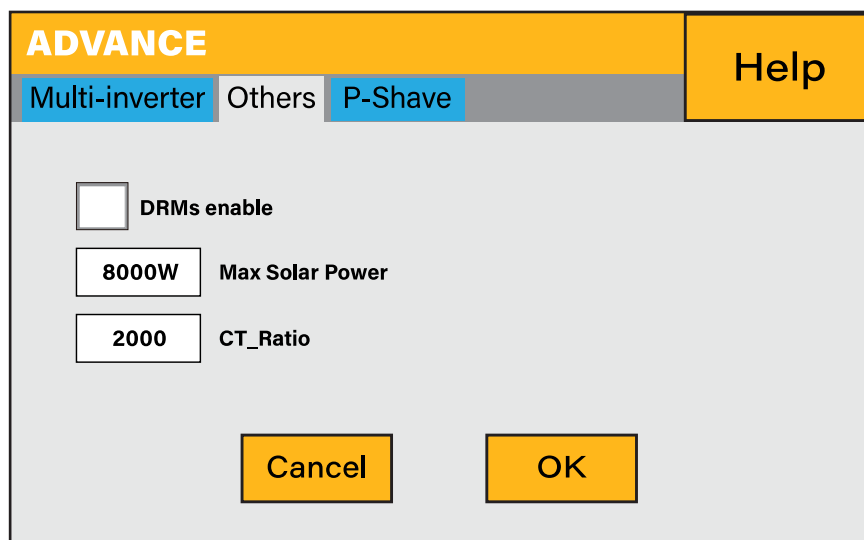 ADVANCE
Help
Multi-inverter Others P-Shave
DRMs enable
8000W Max Solar Power
2000 CT_Ratio
Cancel OK